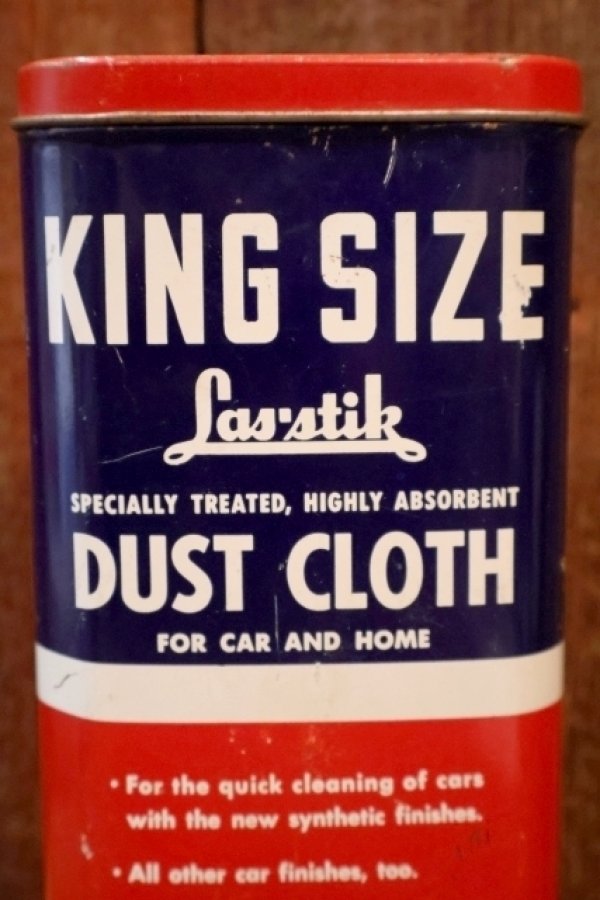 KING SIZE
Las'stik
SPECIALLY TREATED, HIGHLY ABSORBENT
DUST CLOTH
FOR CAR AND HOME
• For the quick cleaning of cars
with the new synthetic finishes.
• All other car finishes, too.